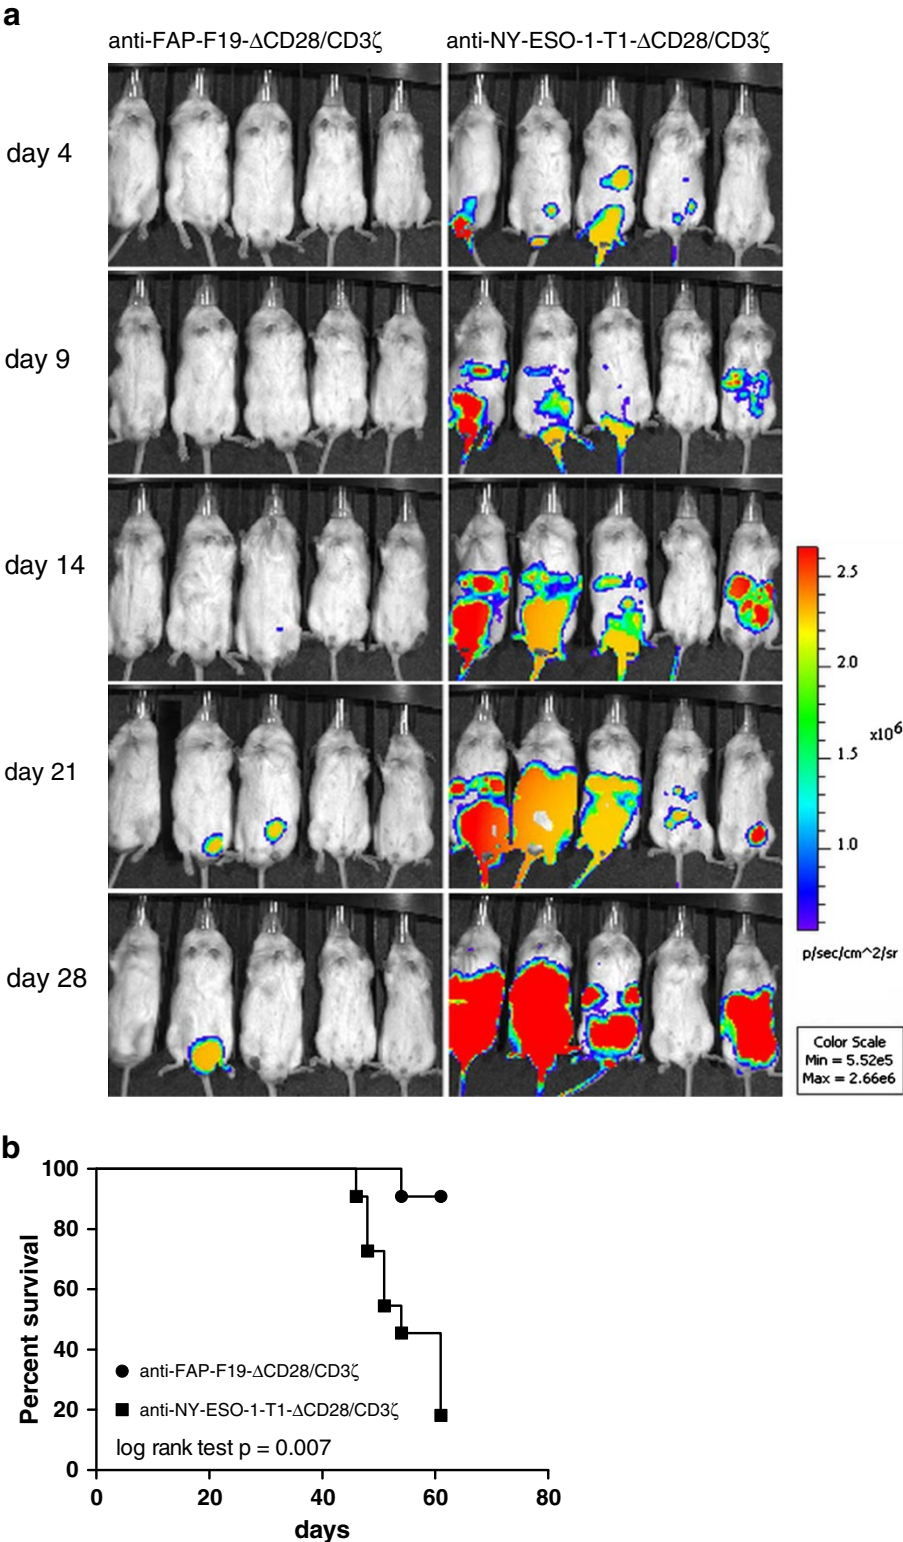 a
anti-FAP-F19-ΔCD28/CD3ζ
anti-NY-ESO-1-T1-ΔCD28/CD3ζ
day 4
day 9
day 14
day 21
day 28
2.5
2.0
x10⁶
1.5
1.0
p/sec/cm^2/sr
Color Scale
Min = 5.52e5
Max = 2.66e6
b
100
80
60
40
20
0
Percent survival
anti-FAP-F19-ΔCD28/CD3ζ
anti-NY-ESO-1-T1-ΔCD28/CD3ζ
log rank test p = 0.007
0 20 40 60 80
days